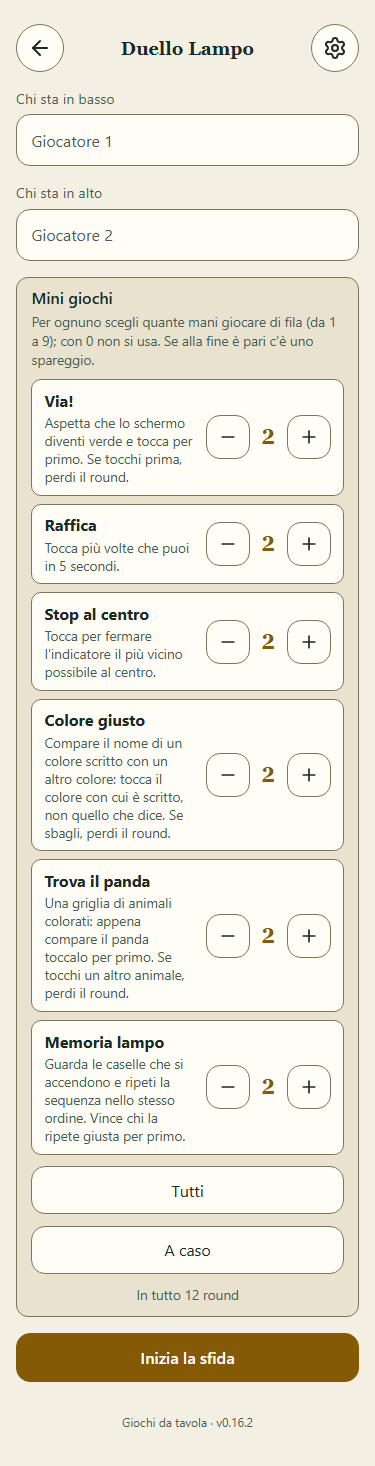 Duello Lampo
Chi sta in basso
Giocatore 1
Chi sta in alto
Giocatore 2
Mini giochi
Per ognuno scegli quante mani giocare di fila (da 1
a 9); con 0 non si usa. Se alla fine è pari c'è uno
spareggio.
Via!
Aspetta che lo schermo
diventi verde e tocca per
primo. Se tocchi prima,
perdi il round.
− 2 +
Raffica
Tocca più volte che puoi
in 5 secondi.
− 2 +
Stop al centro
Tocca per fermare
l'indicatore il più vicino
possibile al centro.
− 2 +
Colore giusto
Compare il nome di un
colore scritto con un
altro colore: tocca il
colore con cui è scritto,
non quello che dice. Se
sbagli, perdi il round.
− 2 +
Trova il panda
Una griglia di animali
colorati: appena
compare il panda
toccalo per primo. Se
tocchi un altro animale,
perdi il round.
− 2 +
Memoria lampo
Guarda le caselle che si
accendono e ripeti la
sequenza nello stesso
ordine. Vince chi la
ripete giusta per primo.
− 2 +
Tutti
A caso
In tutto 12 round
Inizia la sfida
Giochi da tavola · v0.16.2